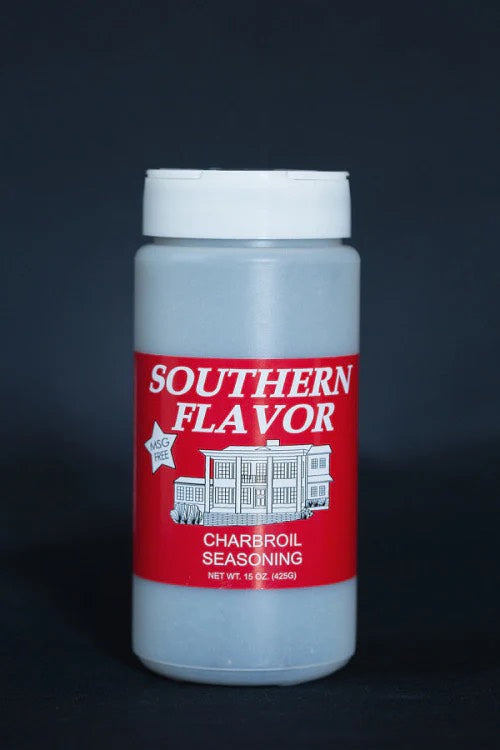 SOUTHERN
FLAVOR
MSG
FREE
CHARBROIL
SEASONING
NET WT. 15 OZ. (425G)